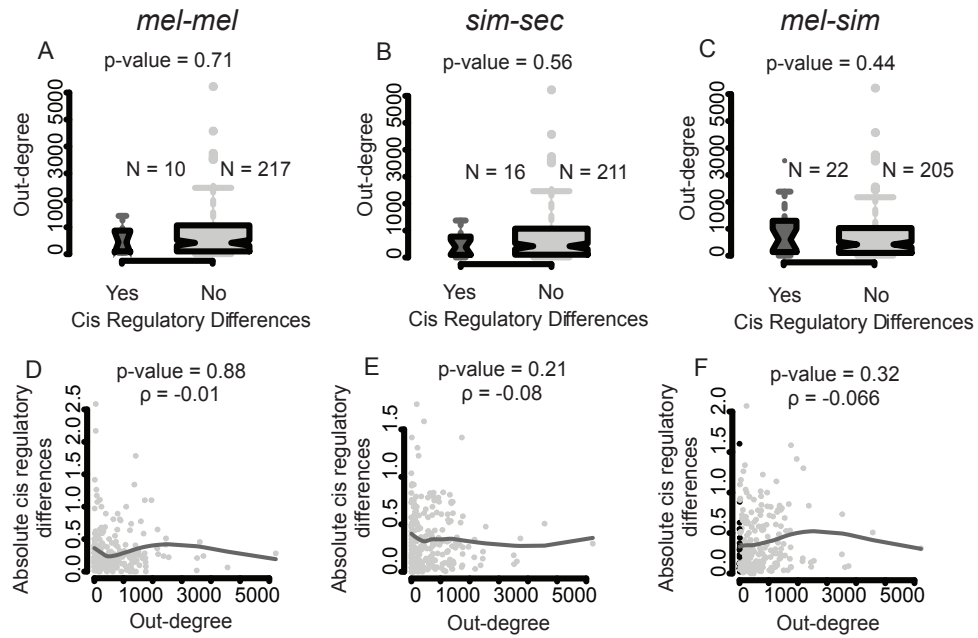 mel-mel
sim-sec
mel-sim
A
p-value = 0.71
Out-degree
0 1000 3000 5000
N = 10
N = 217
Yes
No
Cis Regulatory Differences
B
p-value = 0.56
Out-degree
0 1000 3000 5000
N = 16
N = 211
Yes
No
Cis Regulatory Differences
C
p-value = 0.44
Out-degree
0 1000 3000 5000
N = 22
N = 205
Yes
No
Cis Regulatory Differences
D
p-value = 0.88
ρ = -0.01
Absolute cis regulatory
differences
0.0 0.5 1.0 1.5 2.0 2.5
0 1000 3000 5000
Out-degree
E
p-value = 0.21
ρ = -0.08
Absolute cis regulatory
differences
0.0 0.5 1.0 1.5
0 1000 3000 5000
Out-degree
F
p-value = 0.32
ρ = -0.066
Absolute cis regulatory
differences
0.0 0.5 1.0 1.5 2.0
0 1000 3000 5000
Out-degree